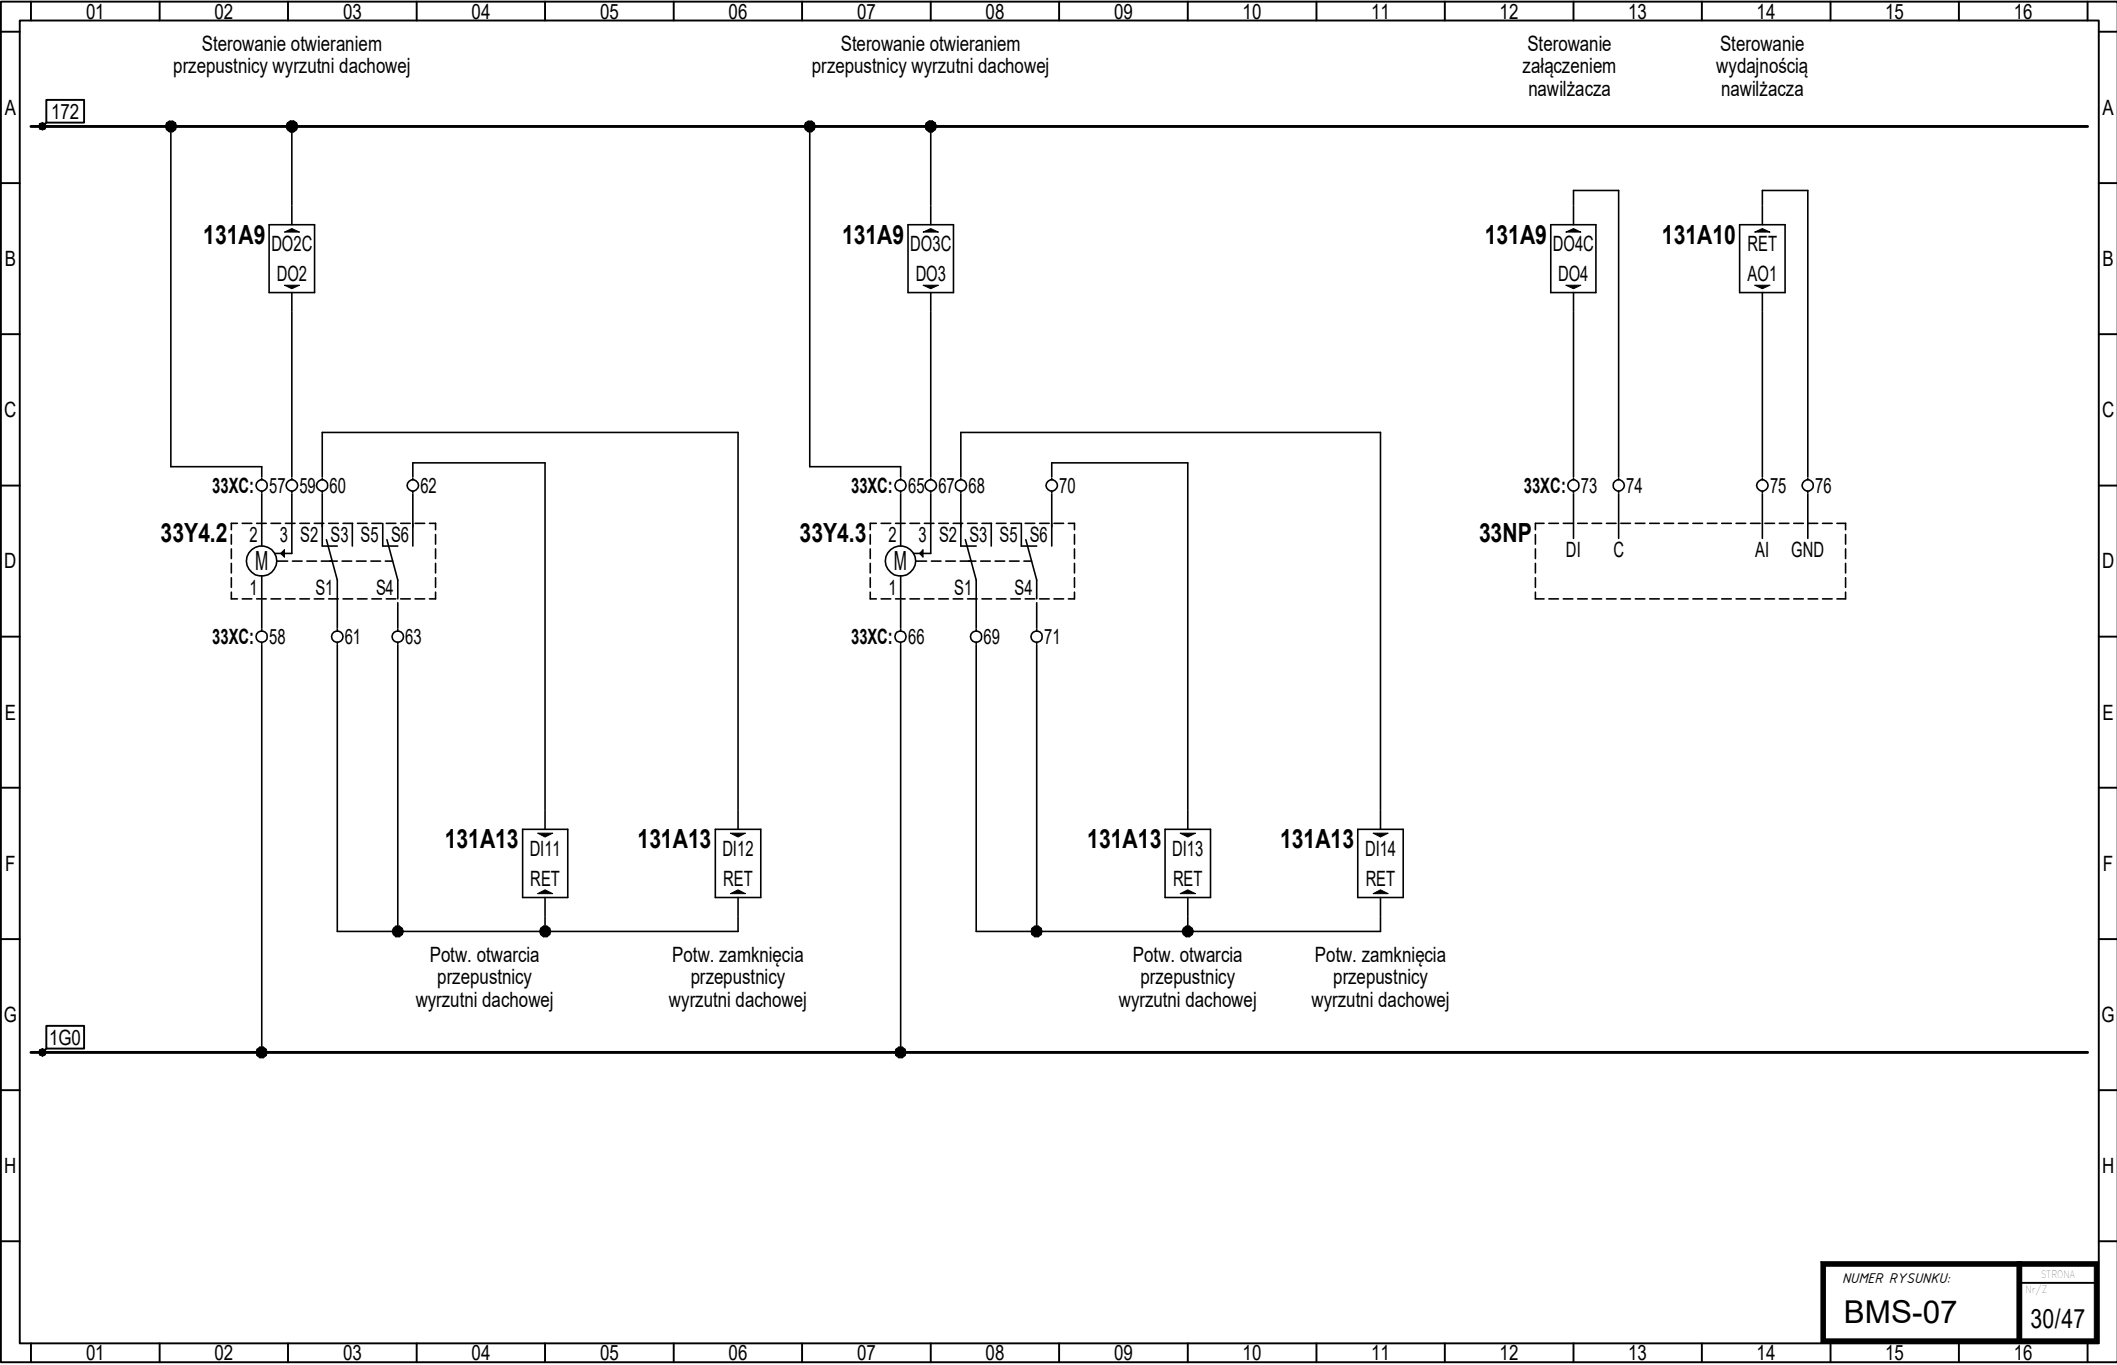 01 02 03 04 05 06 07 08 09 10 11 12 13 14 15 16
Sterowanie otwieraniem
przepustnicy wyrzutni dachowej
Sterowanie otwieraniem
przepustnicy wyrzutni dachowej
Sterowanie
załączeniem
nawilżacza
Sterowanie
wydajnością
nawilżacza
A A
172
131A9 DO2C
DO2
131A9 DO3C
DO3
131A9 DO4C
DO4
131A10 RET
AO1
B B
C C
33XC: 57 59 60 62
33XC: 65 67 68 70
33XC: 73 74 75 76
33Y4.2 2 3 S2 S3 S5 S6
M
1 S1 S4
33Y4.3 2 3 S2 S3 S5 S6
M
1 S1 S4
33NP DI C AI GND
D D
33XC: 58 61 63
33XC: 66 69 71
E E
131A13 DI11
RET
131A13 DI12
RET
131A13 DI13
RET
131A13 DI14
RET
F F
Potw. otwarcia
przepustnicy
wyrzutni dachowej
Potw. zamknięcia
przepustnicy
wyrzutni dachowej
Potw. otwarcia
przepustnicy
wyrzutni dachowej
Potw. zamknięcia
przepustnicy
wyrzutni dachowej
G G
1G0
H H
NUMER RYSUNKU:
BMS-07
STRONA
Nr/Z
30/47
01 02 03 04 05 06 07 08 09 10 11 12 13 14 15 16